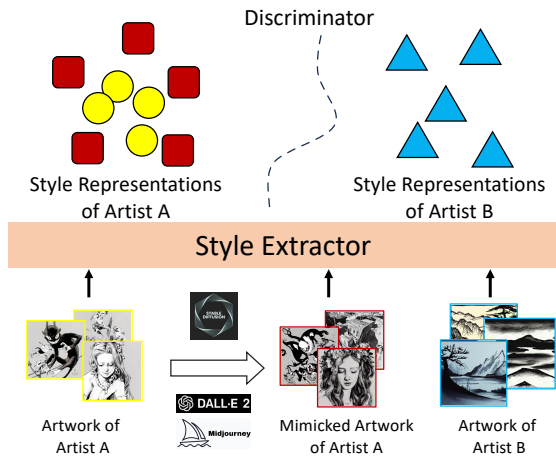 Discriminator
Style Representations
of Artist A
Style Representations
of Artist B
Style Extractor
STABLE
DIFFUSION
DALL·E 2
Midjourney
Artwork of
Artist A
Mimicked Artwork
of Artist A
Artwork of
Artist B